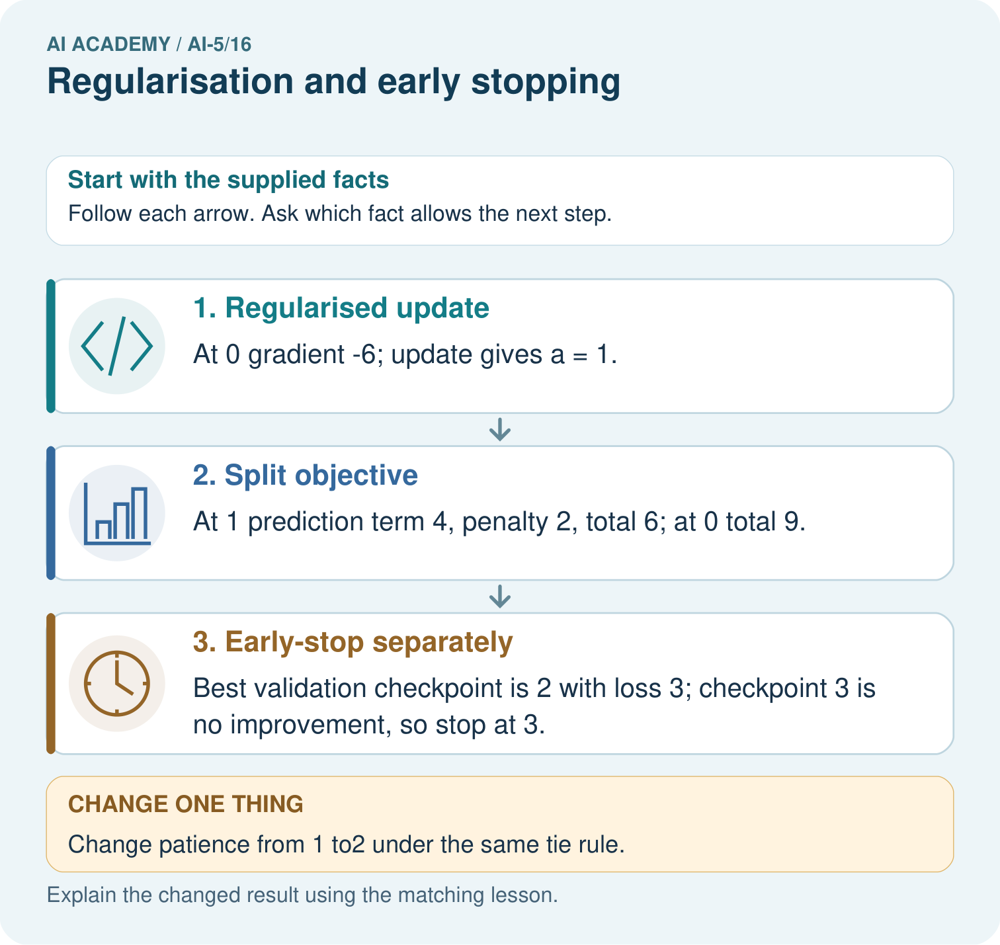 AI ACADEMY / AI-5/16
Regularisation and early stopping
Start with the supplied facts
Follow each arrow. Ask which fact allows the next step.
1. Regularised update
At 0 gradient -6; update gives a = 1.
2. Split objective
At 1 prediction term 4, penalty 2, total 6; at 0 total 9.
3. Early-stop separately
Best validation checkpoint is 2 with loss 3; checkpoint 3 is
no improvement, so stop at 3.
CHANGE ONE THING
Change patience from 1 to2 under the same tie rule.
Explain the changed result using the matching lesson.